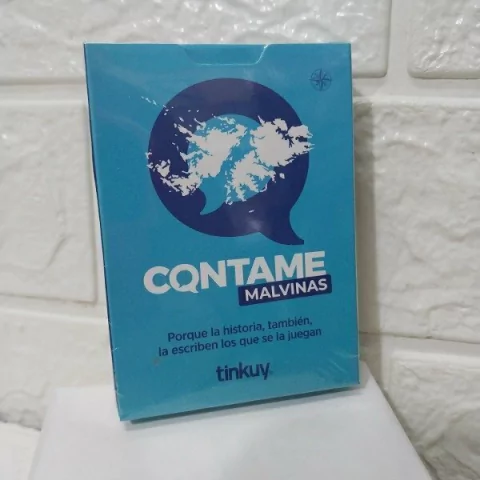 CONTAME
MALVINAS
Porque la historia, también,
la escriben los que se la juegan
tinkuy